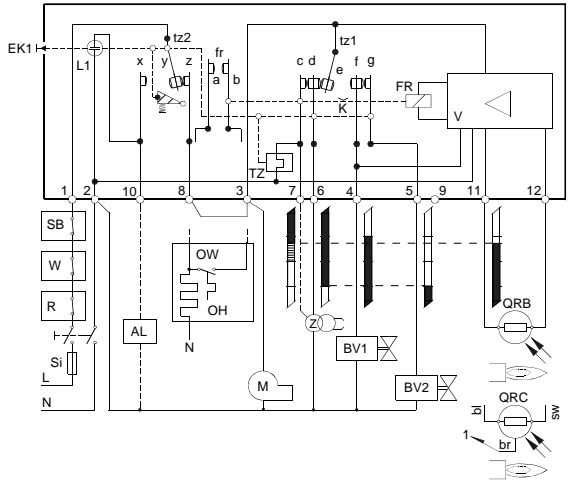 tz2
EK1
L1
x
y
z
fr
a
b
tz1
c
d
e
f
g
K
FR
V
TZ
1
2
10
8
3
7
6
4
5
9
11
12
SB
W
R
Si
L
N
AL
OW
OH
N
M
Z
BV1
BV2
QRB
QRC
bl
sw
1
br